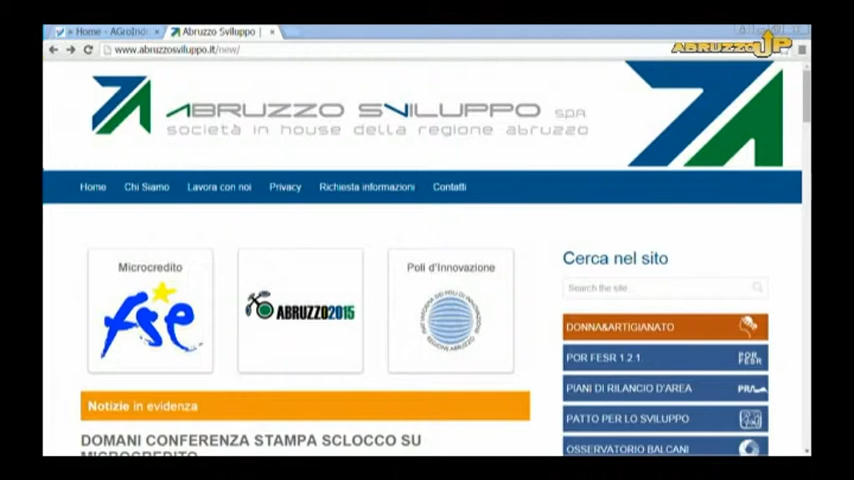 Home - AGroInd
Abruzzo Sviluppo |
www.abruzzosviluppo.it/new/
ABRUZZOUP
ABRUZZO SVILUPPO S.P.A.
società in house della regione abruzzo
Home Chi Siamo Lavora con noi Privacy Richiesta informazioni Contatti
Microcredito
fse
ABRUZZO2015
Poli d'Innovazione
Cerca nel sito
Search the site...
DONNA&ARTIGIANATO
POR FESR 1.2.1
POR FESR
PIANI DI RILANCIO D'AREA
PRA
PATTO PER LO SVILUPPO
OSSERVATORIO BALCANI
Notizie in evidenza
DOMANI CONFERENZA STAMPA SCLOCCO SU
MICROCREDITO